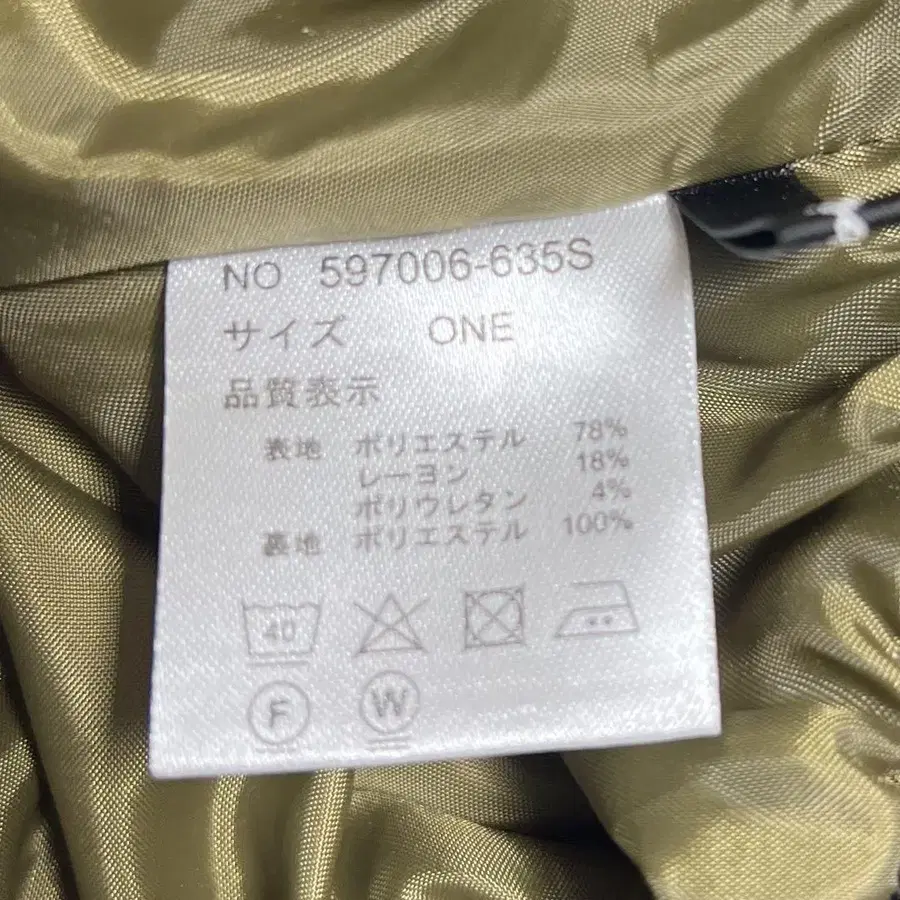 NO 597006-635S
サイズ ONE
品質表示
表地 ポリエステル 78%
レーヨン 18%
ポリウレタン 4%
裏地 ポリエステル 100%
40
F W